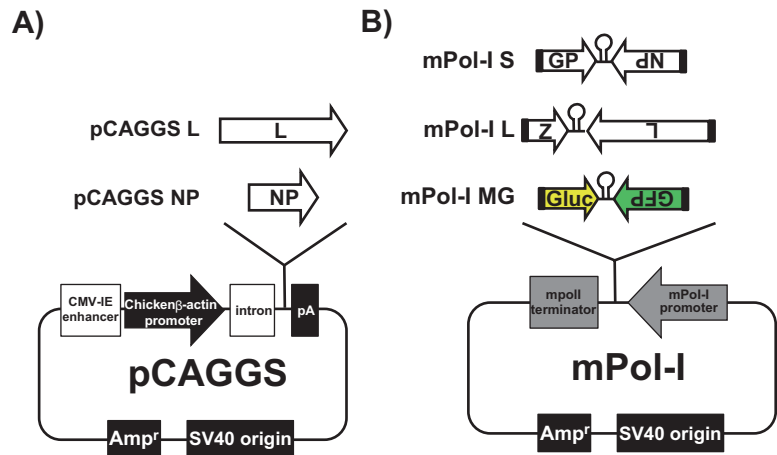 A)
pCAGGS L
L
pCAGGS NP
NP
CMV-IE
enhancer
Chickenβ-actin
promoter
intron
pA
pCAGGS
Ampʳ
SV40 origin
B)
mPol-I S
GP
NP
mPol-I L
Z
L
mPol-I MG
Gluc
GFP
mpolI
terminator
mPol-I
promoter
mPol-I
Ampʳ
SV40 origin